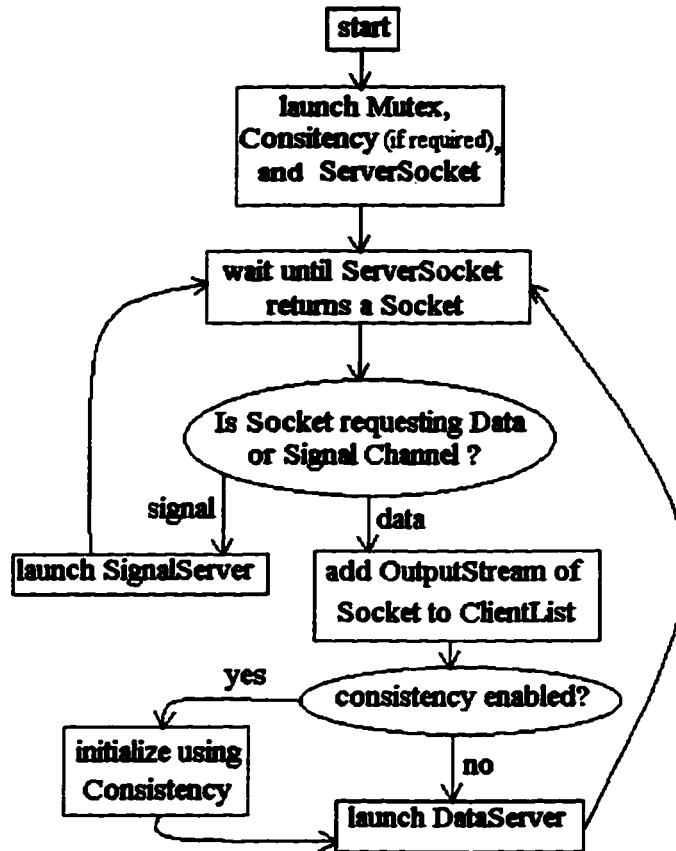 start
launch Mutex,
Consitency (if required),
and ServerSocket
wait until ServerSocket
returns a Socket
Is Socket requesting Data
or Signal Channel ?
signal
data
launch SignalServer
add OutputStream of
Socket to ClientList
yes
consistency enabled?
initialize using
Consistency
no
launch DataServer